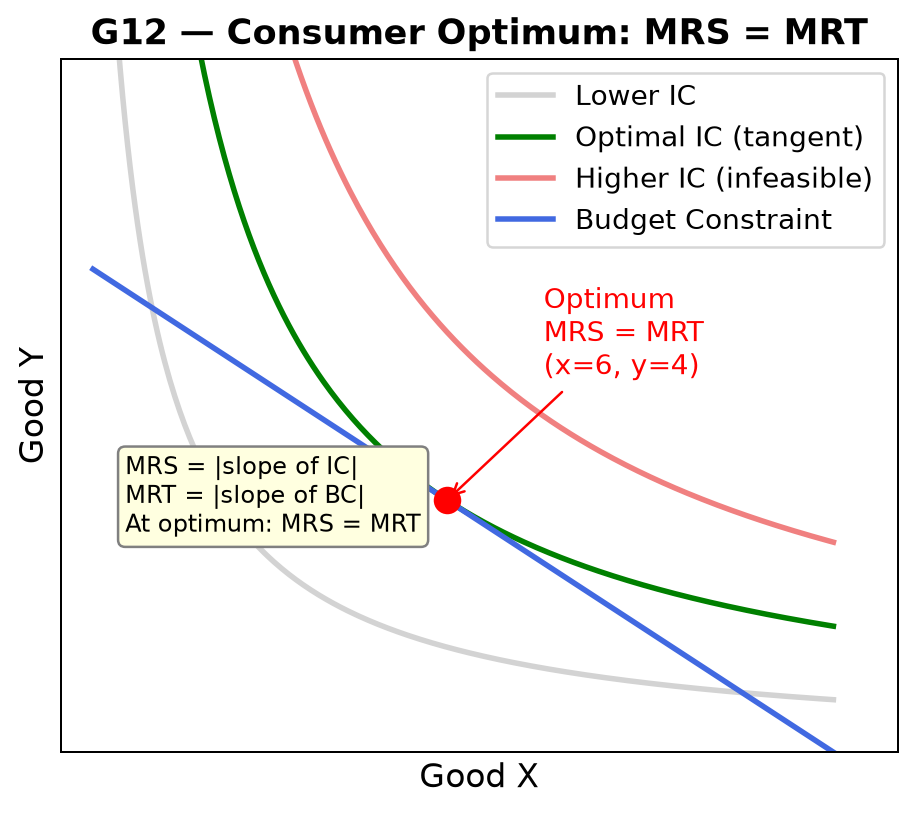 G12 — Consumer Optimum: MRS = MRT
Lower IC
Optimal IC (tangent)
Higher IC (infeasible)
Budget Constraint
Optimum
MRS = MRT
(x=6, y=4)
Good Y
MRS = |slope of IC|
MRT = |slope of BC|
At optimum: MRS = MRT
Good X